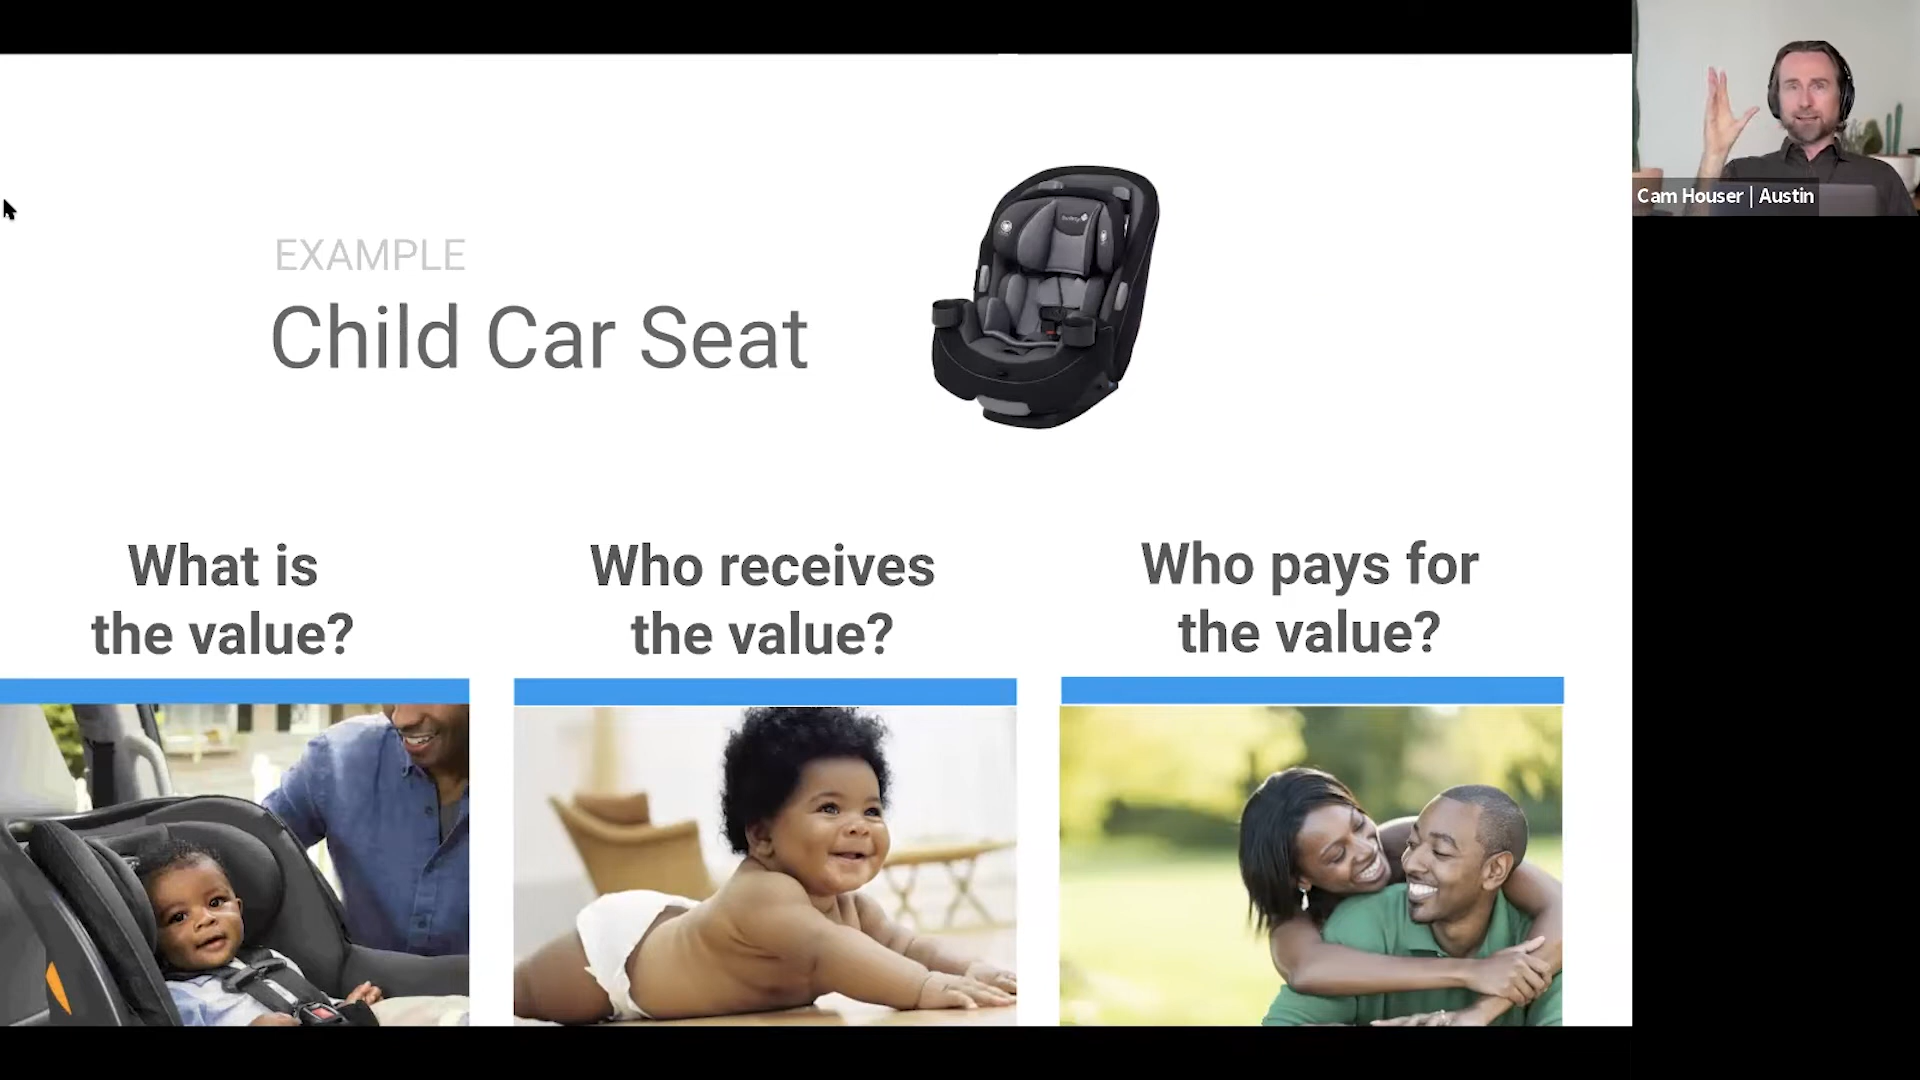 Cam Houser | Austin
EXAMPLE
Child Car Seat
What is
the value?
Who receives
the value?
Who pays for
the value?